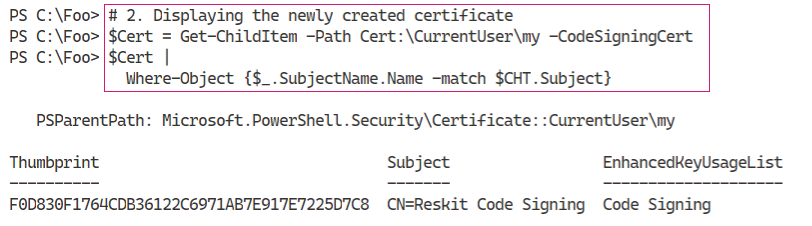 PS C:\Foo> # 2. Displaying the newly created certificate
PS C:\Foo> $Cert = Get-ChildItem -Path Cert:\CurrentUser\my -CodeSigningCert
PS C:\Foo> $Cert |
Where-Object {$_.SubjectName.Name -match $CHT.Subject}
PSParentPath: Microsoft.PowerShell.Security\Certificate::CurrentUser\my
Thumbprint Subject EnhancedKeyUsageList
---------- ------- --------------------
F0D830F1764CDB36122C6971AB7E917E7225D7C8 CN=Reskit Code Signing Code Signing